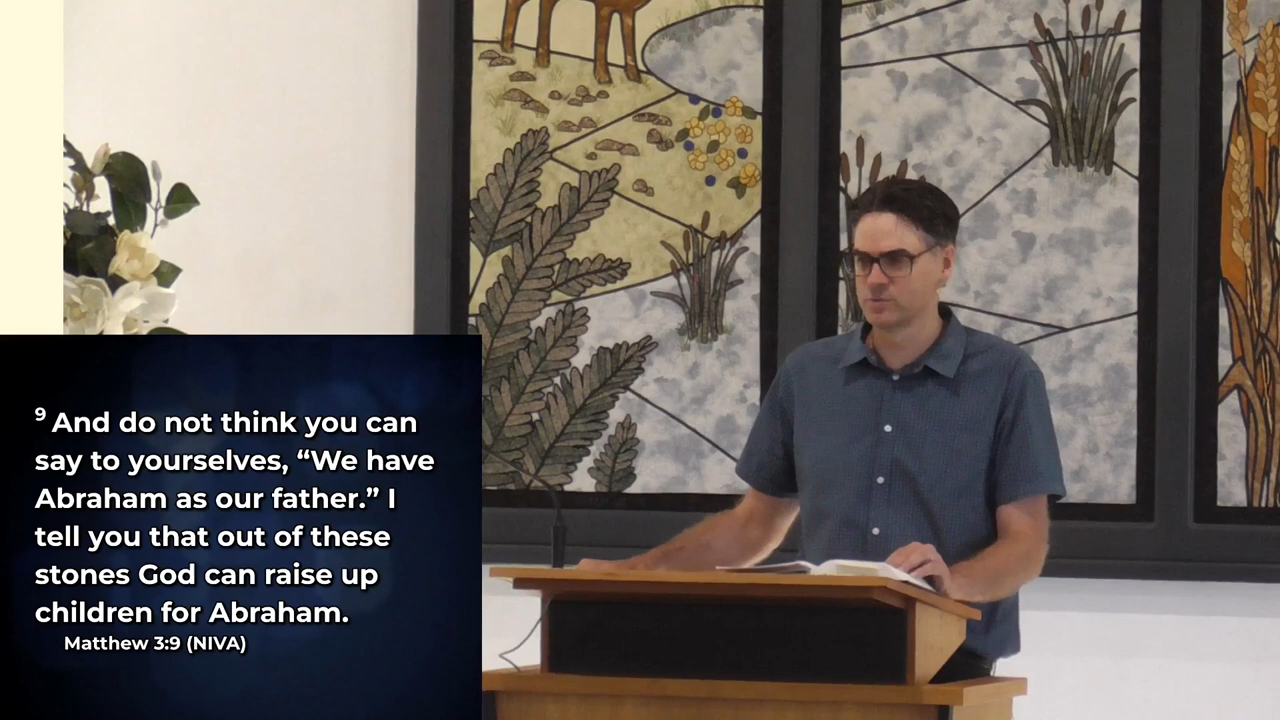 9 And do not think you can
say to yourselves, “We have
Abraham as our father.” I
tell you that out of these
stones God can raise up
children for Abraham.
Matthew 3:9 (NIVA)